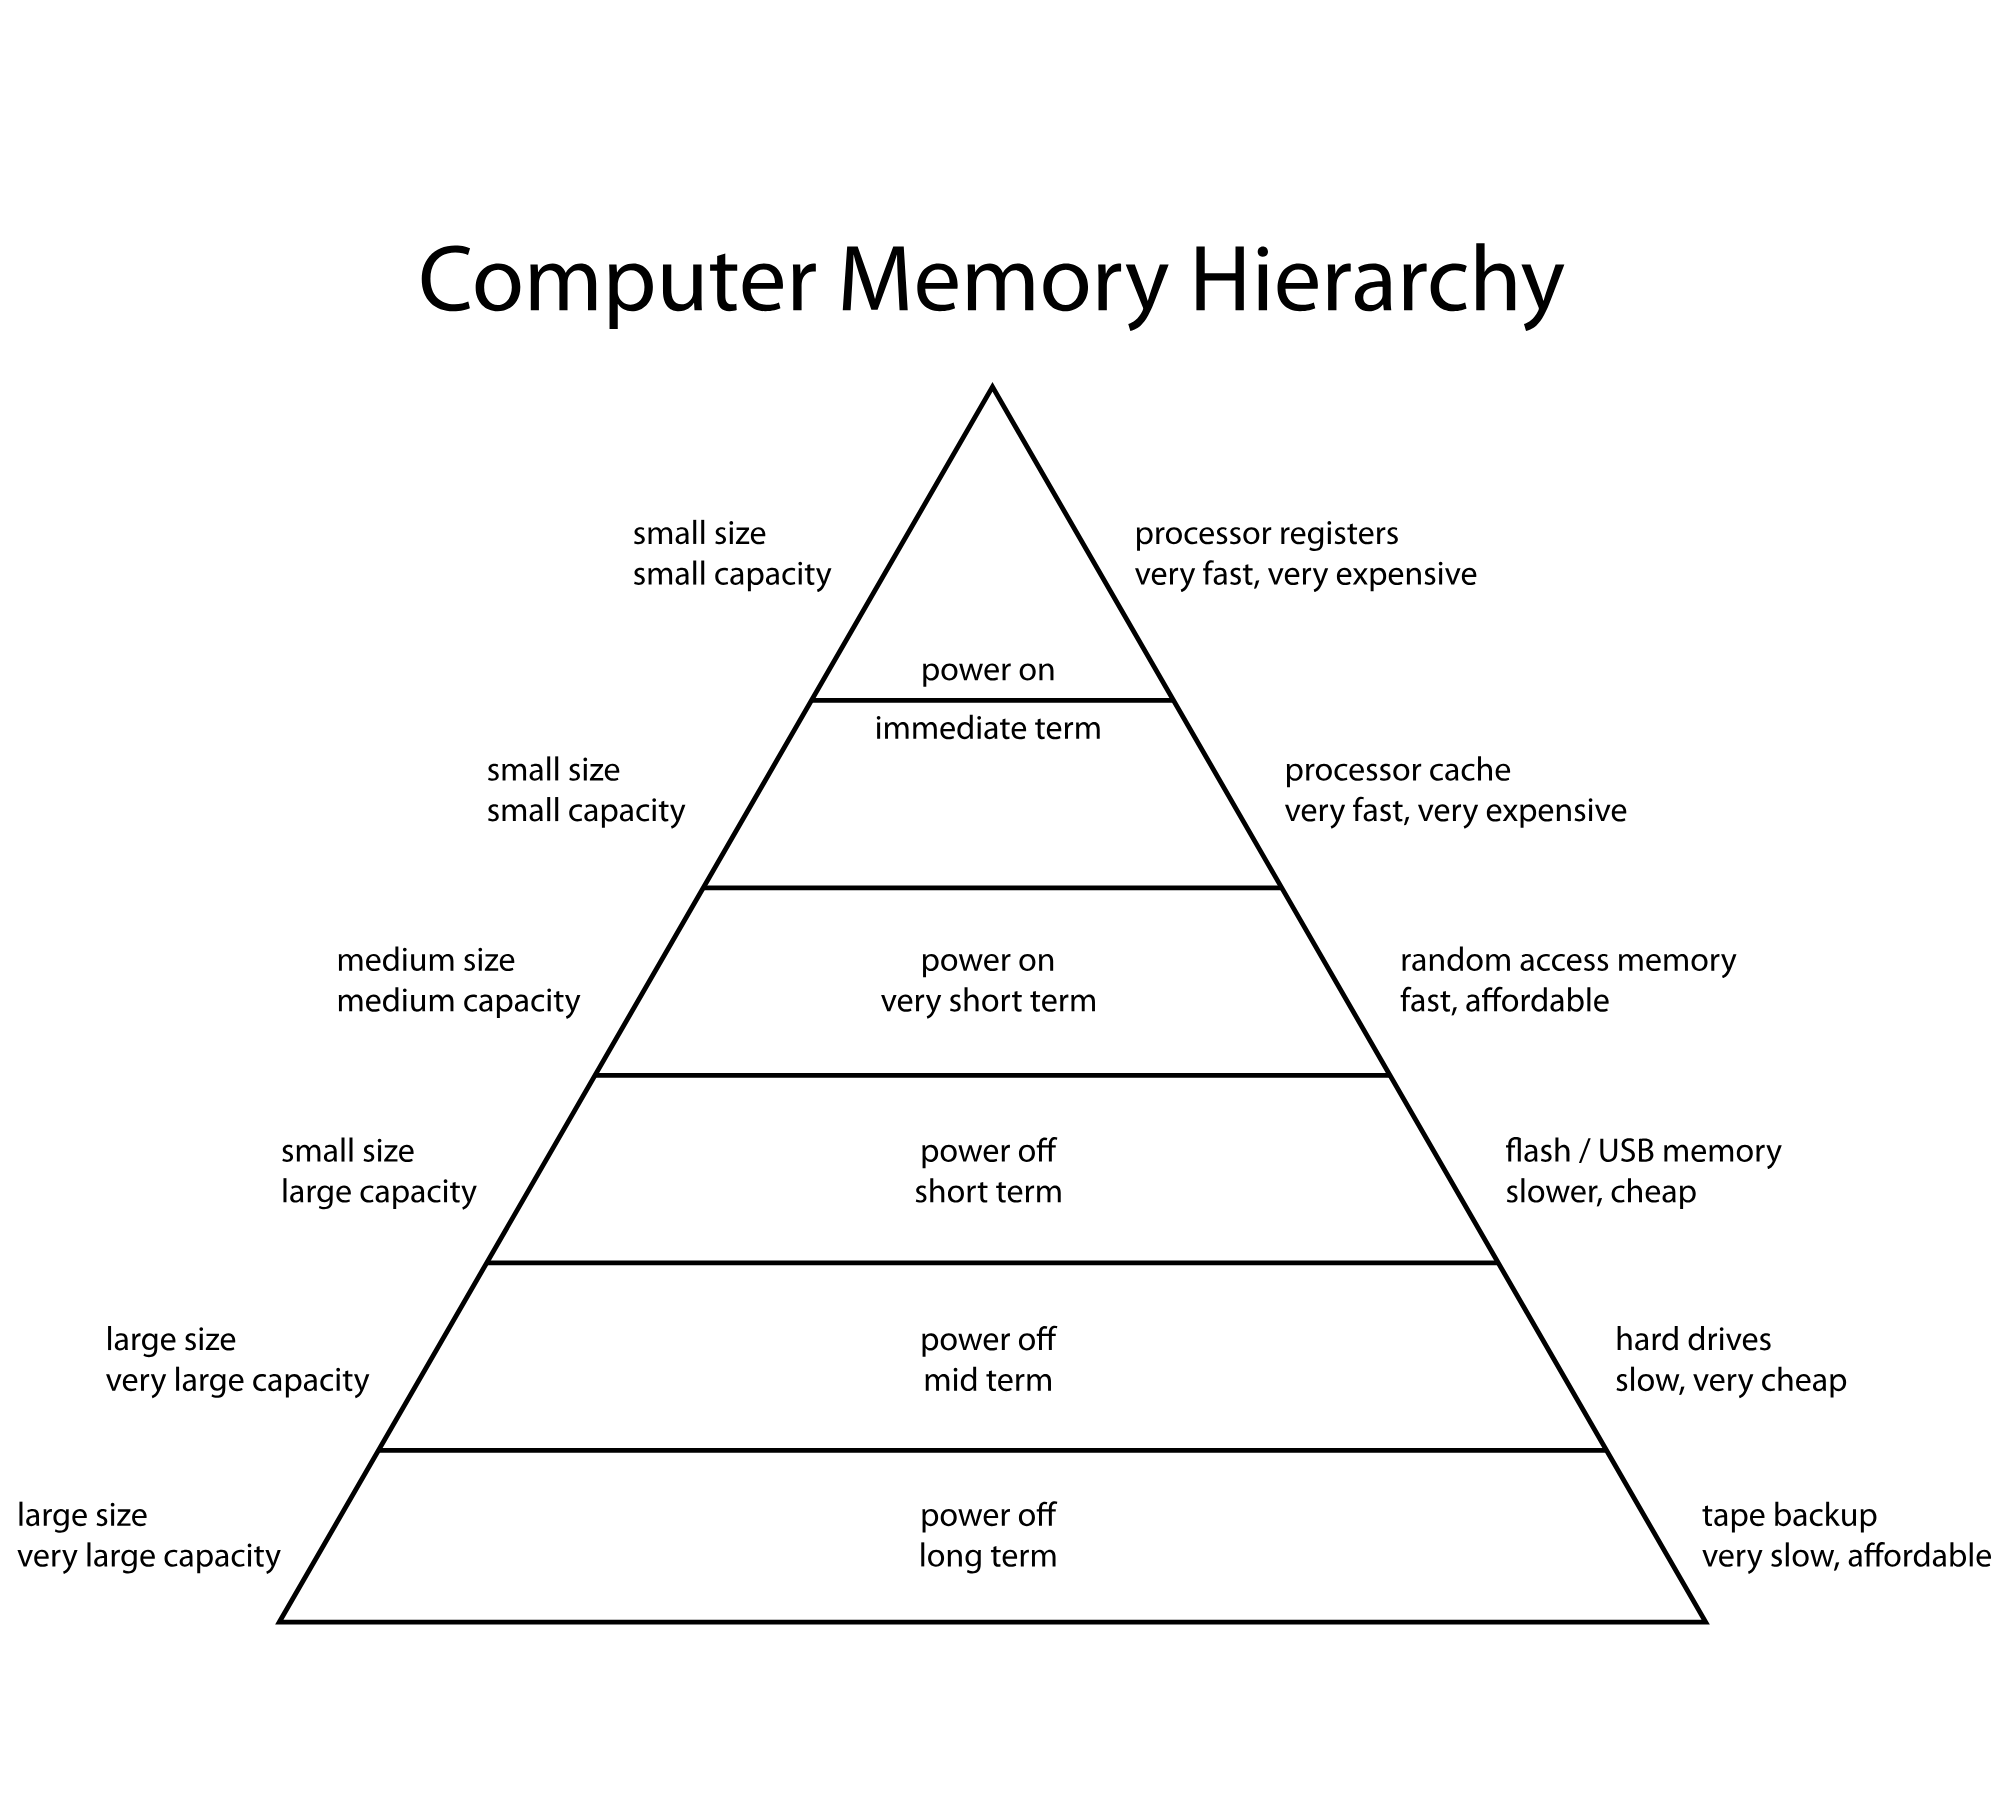 Computer Memory Hierarchy
small size
small capacity
processor registers
very fast, very expensive
power on
immediate term
small size
small capacity
processor cache
very fast, very expensive
medium size
medium capacity
power on
very short term
random access memory
fast, affordable
small size
large capacity
power off
short term
flash / USB memory
slower, cheap
large size
very large capacity
power off
mid term
hard drives
slow, very cheap
large size
very large capacity
power off
long term
tape backup
very slow, affordable